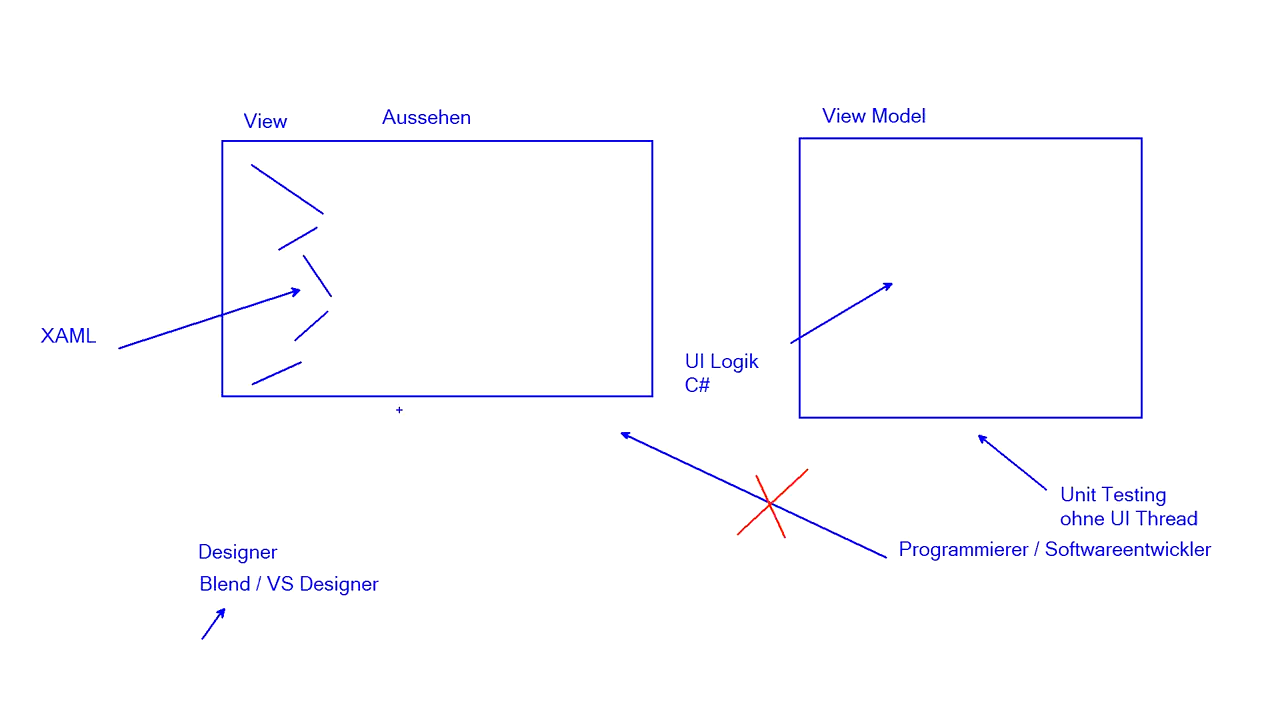 View
Aussehen
View Model
XAML
UI Logik
C#
Unit Testing
ohne UI Thread
Programmierer / Softwareentwickler
Designer
Blend / VS Designer